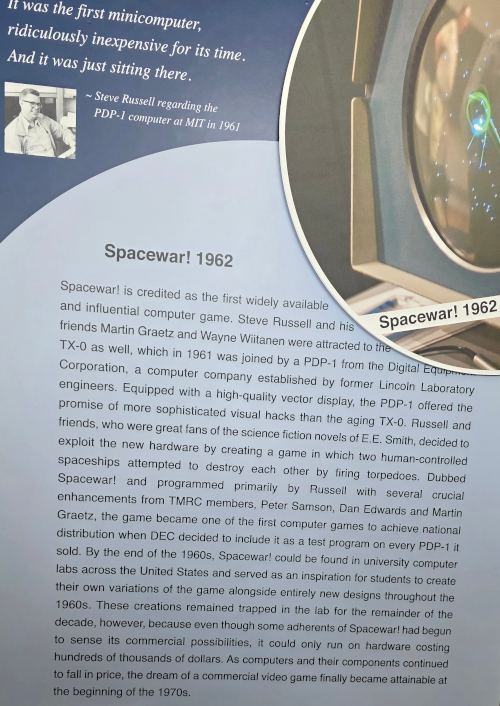 It was the first minicomputer,
ridiculously inexpensive for its time.
And it was just sitting there.
~ Steve Russell regarding the
PDP-1 computer at MIT in 1961
Spacewar! 1962
Spacewar! 1962
Spacewar! is credited as the first widely available
and influential computer game. Steve Russell and his
friends Martin Graetz and Wayne Wiitanen were attracted to the
TX-0 as well, which in 1961 was joined by a PDP-1 from the Digital Equipment
Corporation, a computer company established by former Lincoln Laboratory
engineers. Equipped with a high-quality vector display, the PDP-1 offered the
promise of more sophisticated visual hacks than the aging TX-0. Russell and
friends, who were great fans of the science fiction novels of E.E. Smith, decided to
exploit the new hardware by creating a game in which two human-controlled
spaceships attempted to destroy each other by firing torpedoes. Dubbed
Spacewar! and programmed primarily by Russell with several crucial
enhancements from TMRC members, Peter Samson, Dan Edwards and Martin
Graetz, the game became one of the first computer games to achieve national
distribution when DEC decided to include it as a test program on every PDP-1 it
sold. By the end of the 1960s, Spacewar! could be found in university computer
labs across the United States and served as an inspiration for students to create
their own variations of the game alongside entirely new designs throughout the
1960s. These creations remained trapped in the lab for the remainder of the
decade, however, because even though some adherents of Spacewar! had begun
to sense its commercial possibilities, it could only run on hardware costing
hundreds of thousands of dollars. As computers and their components continued
to fall in price, the dream of a commercial video game finally became attainable at
the beginning of the 1970s.